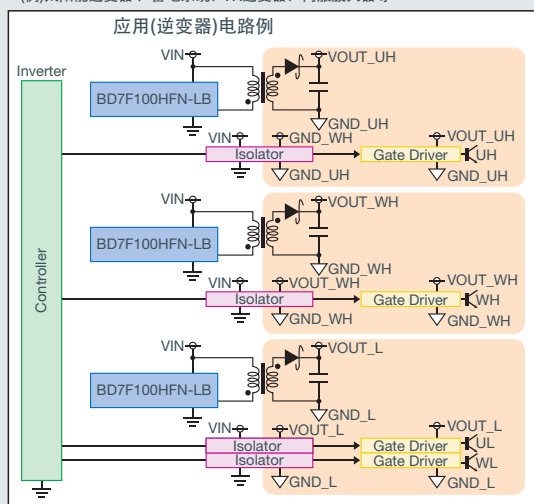 应用(逆变器)电路例
Inverter
Controller
VIN
VOUT_UH
BD7F100HFN-LB
GND_UH
VIN
GND_WH
VOUT_UH
Isolator
Gate Driver
UH
GND_UH
GND_UH
VIN
VOUT_WH
BD7F100HFN-LB
GND_WH
VIN
VOUT_WH
VOUT_WH
Isolator
Gate Driver
WH
GND_WH
GND_WH
VIN
VOUT_L
BD7F100HFN-LB
GND_L
VIN
VOUT_L
VOUT_L
Isolator
Gate Driver
UL
Isolator
Gate Driver
WL
GND_L
GND_L